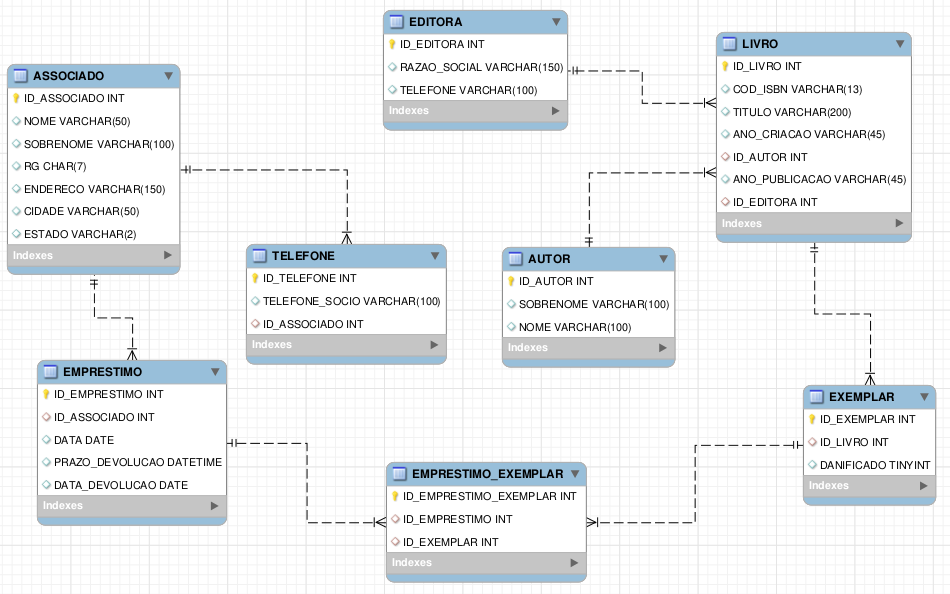 EDITORA
ID_EDITORA INT
RAZAO_SOCIAL VARCHAR(150)
TELEFONE VARCHAR(100)
Indexes
LIVRO
ID_LIVRO INT
COD_ISBN VARCHAR(13)
TITULO VARCHAR(200)
ANO_CRIACAO VARCHAR(45)
ID_AUTOR INT
ANO_PUBLICACAO VARCHAR(45)
ID_EDITORA INT
Indexes
ASSOCIADO
ID_ASSOCIADO INT
NOME VARCHAR(50)
SOBRENOME VARCHAR(100)
RG CHAR(7)
ENDERECO VARCHAR(150)
CIDADE VARCHAR(50)
ESTADO VARCHAR(2)
Indexes
TELEFONE
ID_TELEFONE INT
TELEFONE_SOCIO VARCHAR(100)
ID_ASSOCIADO INT
Indexes
AUTOR
ID_AUTOR INT
SOBRENOME VARCHAR(100)
NOME VARCHAR(100)
Indexes
EMPRESTIMO
ID_EMPRESTIMO INT
ID_ASSOCIADO INT
DATA DATE
PRAZO_DEVOLUCAO DATETIME
DATA_DEVOLUCAO DATE
Indexes
EXEMPLAR
ID_EXEMPLAR INT
ID_LIVRO INT
DANIFICADO TINYINT
Indexes
EMPRESTIMO_EXEMPLAR
ID_EMPRESTIMO_EXEMPLAR INT
ID_EMPRESTIMO INT
ID_EXEMPLAR INT
Indexes